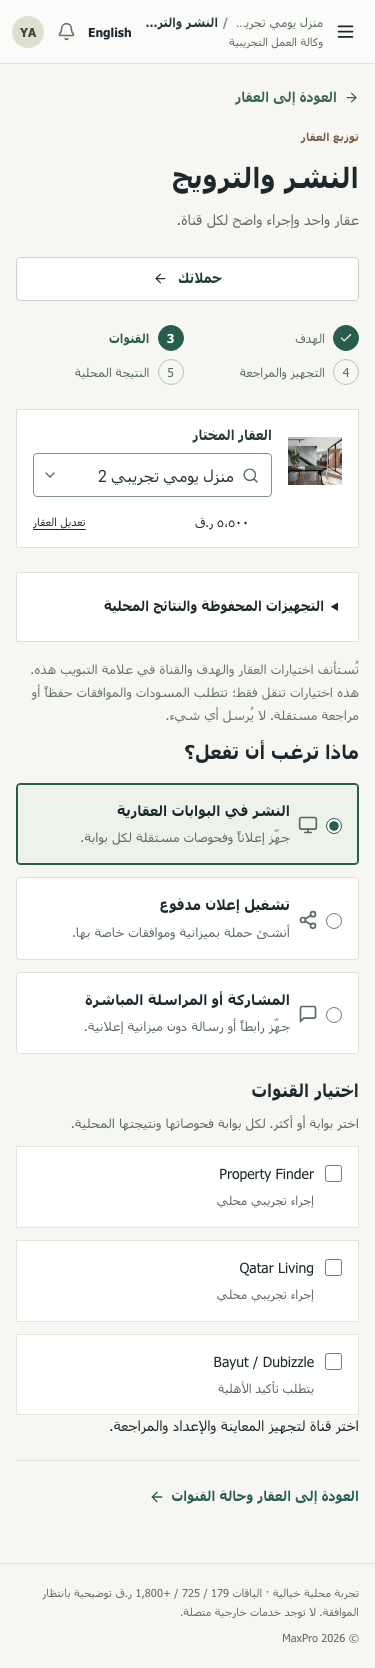 منزل يومي تجريبـ... / النشر والتر...
وكالة العمل التجريبية
English
YA
العودة إلى العقار
توزيع العقار
النشر والترويج
عقار واحد وإجراء واضح لكل قناة.
حملاتك
الهدف
3 القنوات
4 التجهيز والمراجعة
5 النتيجة المحلية
العقار المختار
منزل يومي تجريبي 2
٥،٥٠٠ ر.ق
تعديل العقار
التجهيزات المحفوظة والنتائج المحلية
تُستأنف اختيارات العقار والهدف والقناة في علامة التبويب هذه.
هذه اختيارات تنقل فقط؛ تتطلب المسودات والموافقات حفظاً أو
مراجعة مستقلة. لا يُرسل أي شيء.
ماذا ترغب أن تفعل؟
النشر في البوابات العقارية
جهّز إعلاناً وفحوصات مستقلة لكل بوابة.
تشغيل إعلان مدفوع
أنشئ حملة بميزانية وموافقات خاصة بها.
المشاركة أو المراسلة المباشرة
جهّز رابطاً أو رسالة دون ميزانية إعلانية.
اختيار القنوات
اختر بوابة أو أكثر. لكل بوابة فحوصاتها ونتيجتها المحلية.
Property Finder
إجراء تجريبي محلي
Qatar Living
إجراء تجريبي محلي
Bayut / Dubizzle
يتطلب تأكيد الأهلية
اختر قناة لتجهيز المعاينة والإعداد والمراجعة.
العودة إلى العقار وحالة القنوات
تجربة محلية خيالية · الباقات 179 / 725 / +1,800 ر.ق توضيحية بانتظار
الموافقة. لا توجد خدمات خارجية متصلة.
© 2026 MaxPro